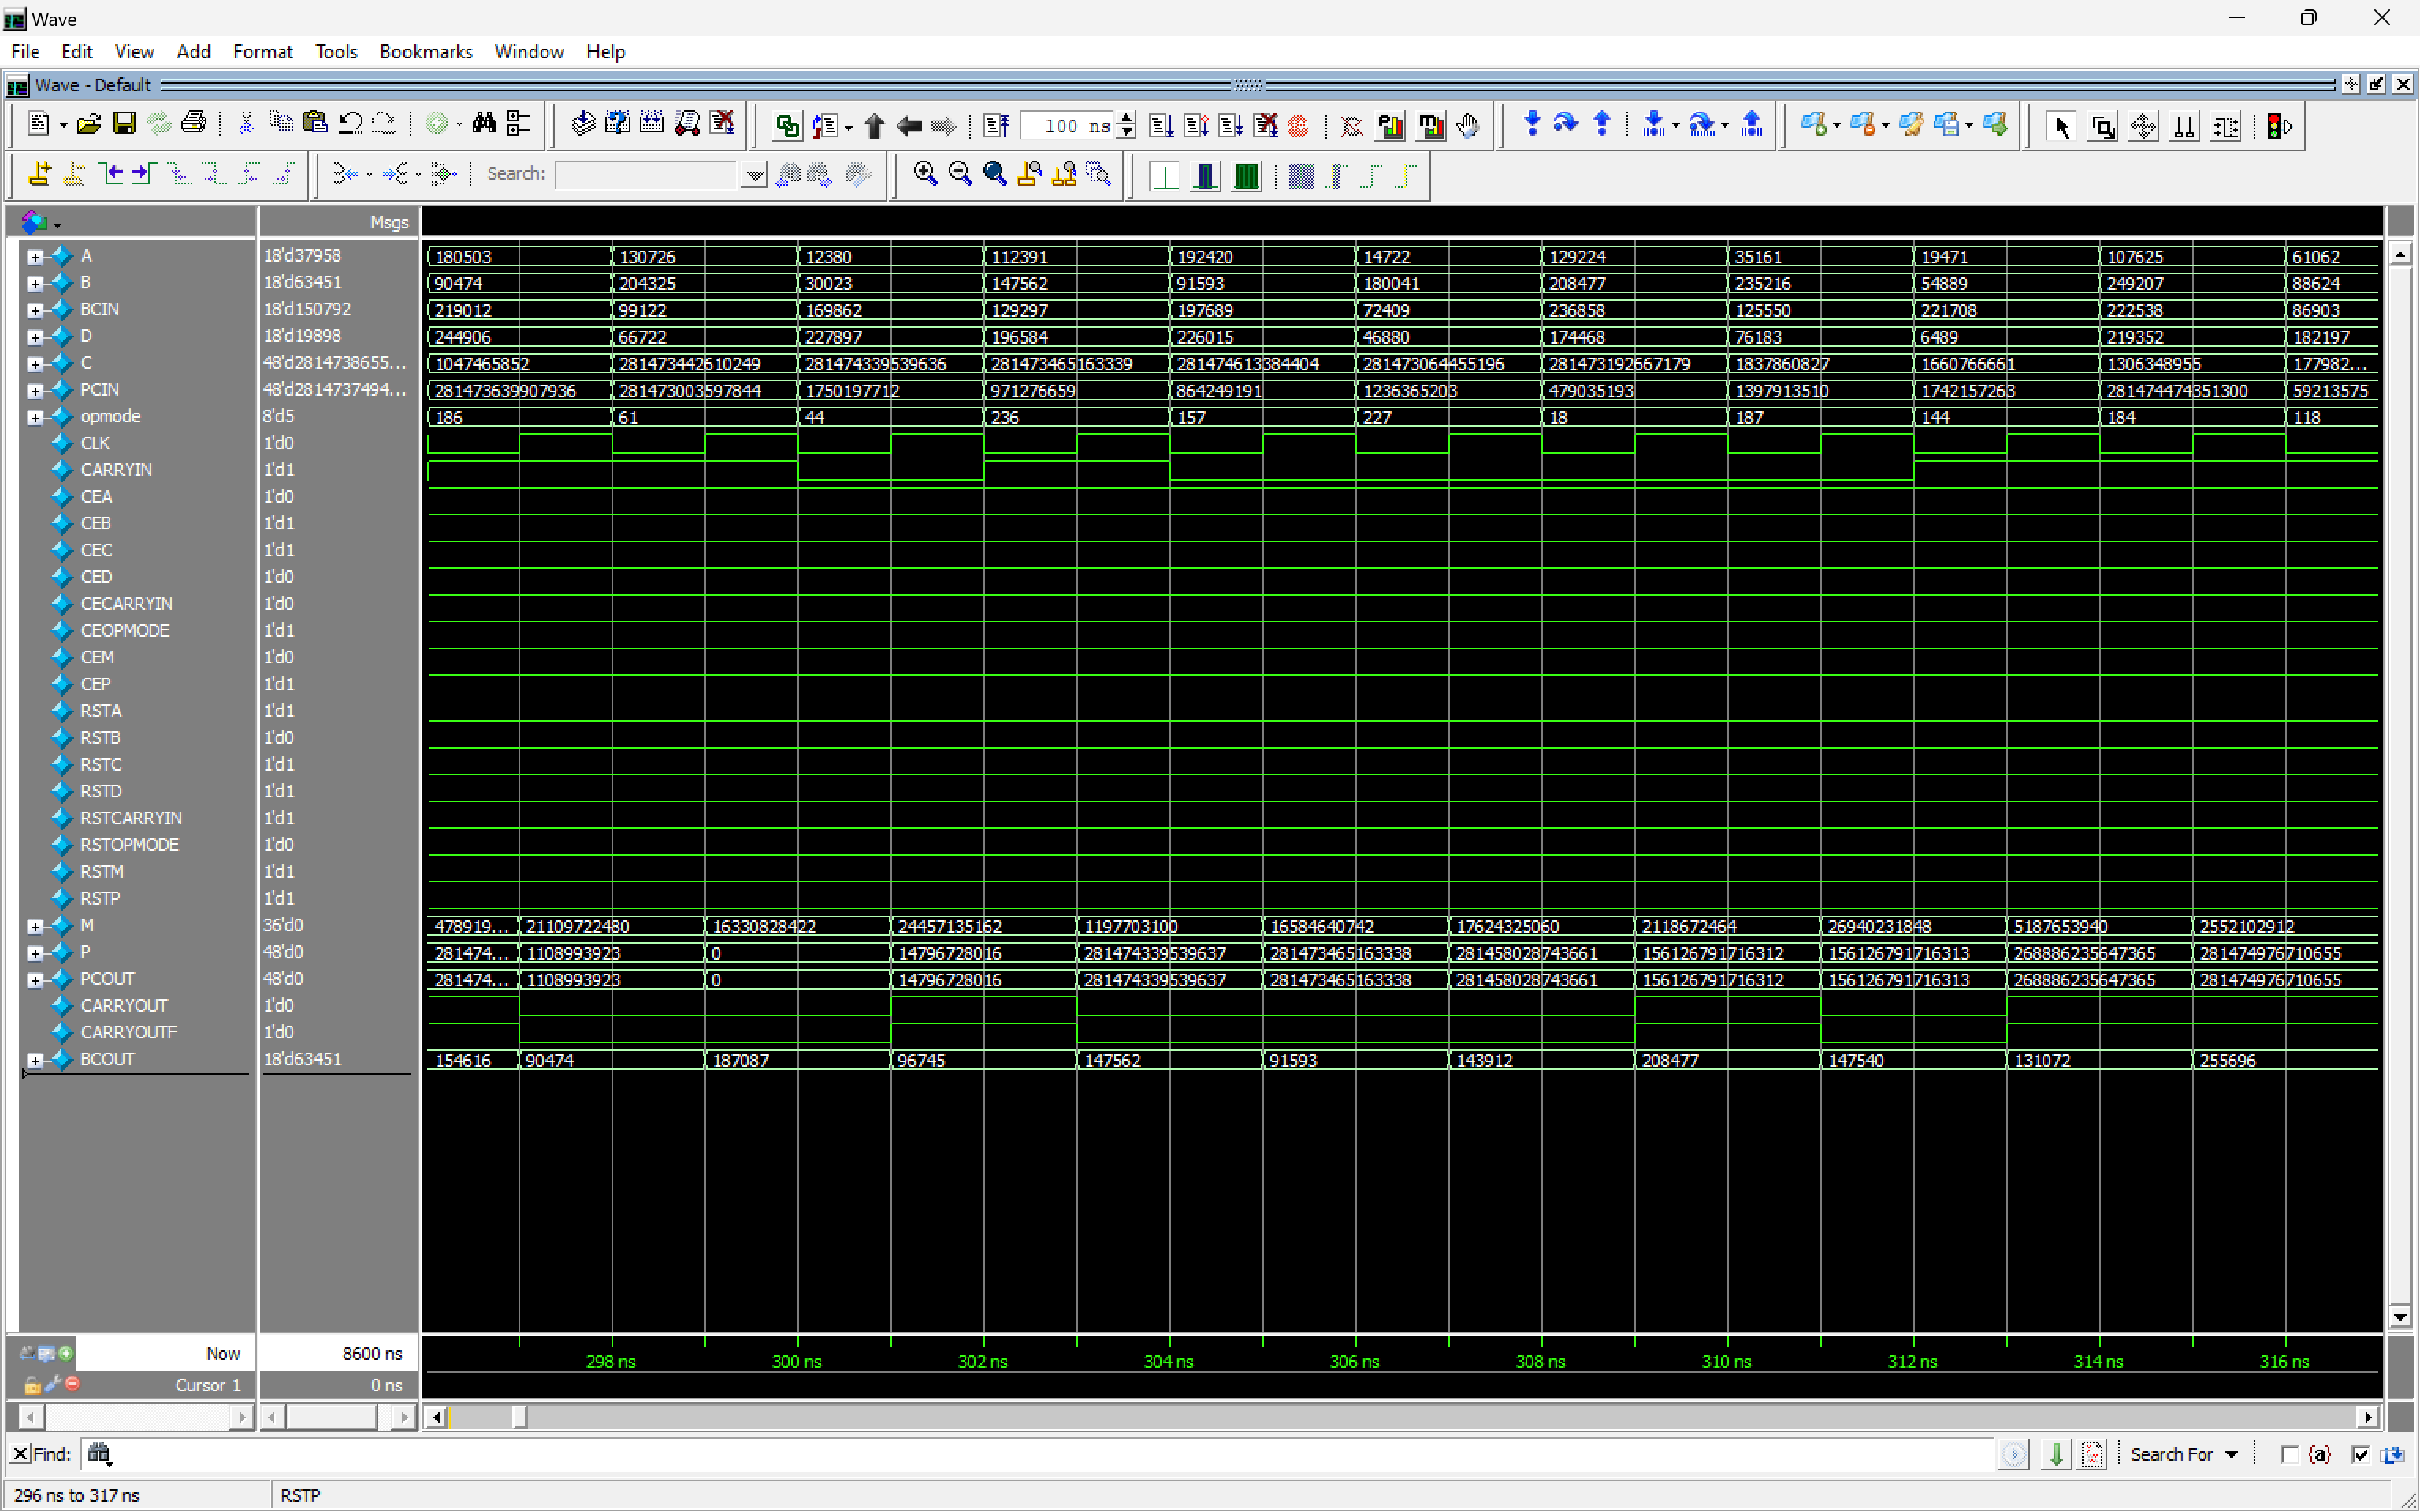 Wave
File Edit View Add Format Tools Bookmarks Window Help
Wave - Default
100 ns
Search:
Msgs
A 18'd37958 180503 130726 12380 112391 192420 14722 129224 35161 19471 107625 61062
B 18'd63451 90474 204325 30023 147562 91593 180041 208477 235216 54889 249207 88624
BCIN 18'd150792 219012 99122 169862 129297 197689 72409 236858 125550 221708 222538 86903
D 18'd19898 244906 66722 227897 196584 226015 46880 174468 76183 6489 219352 182197
C 48'd2814738655... 1047465852 281473442610249 281474339539636 281473465163339 281474613384404 281473064455196 281473192667179 1837860827 1660766661 1306348955 177982...
PCIN 48'd2814737494... 281473639907936 281473003597844 1750197712 971276659 864249191 1236365203 479035193 1397913510 1742157263 281474474351300 59213575
opmode 8'd5 186 61 44 236 157 227 18 187 144 184 118
CLK 1'd0
CARRYIN 1'd1
CEA 1'd0
CEB 1'd1
CEC 1'd1
CED 1'd0
CECARRYIN 1'd0
CEOPMODE 1'd1
CEM 1'd0
CEP 1'd1
RSTA 1'd1
RSTB 1'd0
RSTC 1'd1
RSTD 1'd1
RSTCARRYIN 1'd1
RSTOPMODE 1'd0
RSTM 1'd1
RSTP 1'd1
M 36'd0 478919... 21109722480 16330828422 24457135162 1197703100 16584640742 17624325060 2118672464 26940231848 5187653940 2552102912
P 48'd0 281474... 1108993923 0 14796728016 281474339539637 281473465163338 281458028743661 156126791716312 156126791716313 268886235647365 281474976710655
PCOUT 48'd0 281474... 1108993923 0 14796728016 281474339539637 281473465163338 281458028743661 156126791716312 156126791716313 268886235647365 281474976710655
CARRYOUT 1'd0
CARRYOUTF 1'd0
BCOUT 18'd63451 154616 90474 187087 96745 147562 91593 143912 208477 147540 131072 255696
Now 8600 ns 298 ns 300 ns 302 ns 304 ns 306 ns 308 ns 310 ns 312 ns 314 ns 316 ns
Cursor 1 0 ns
Find: Search For {a}
296 ns to 317 ns RSTP